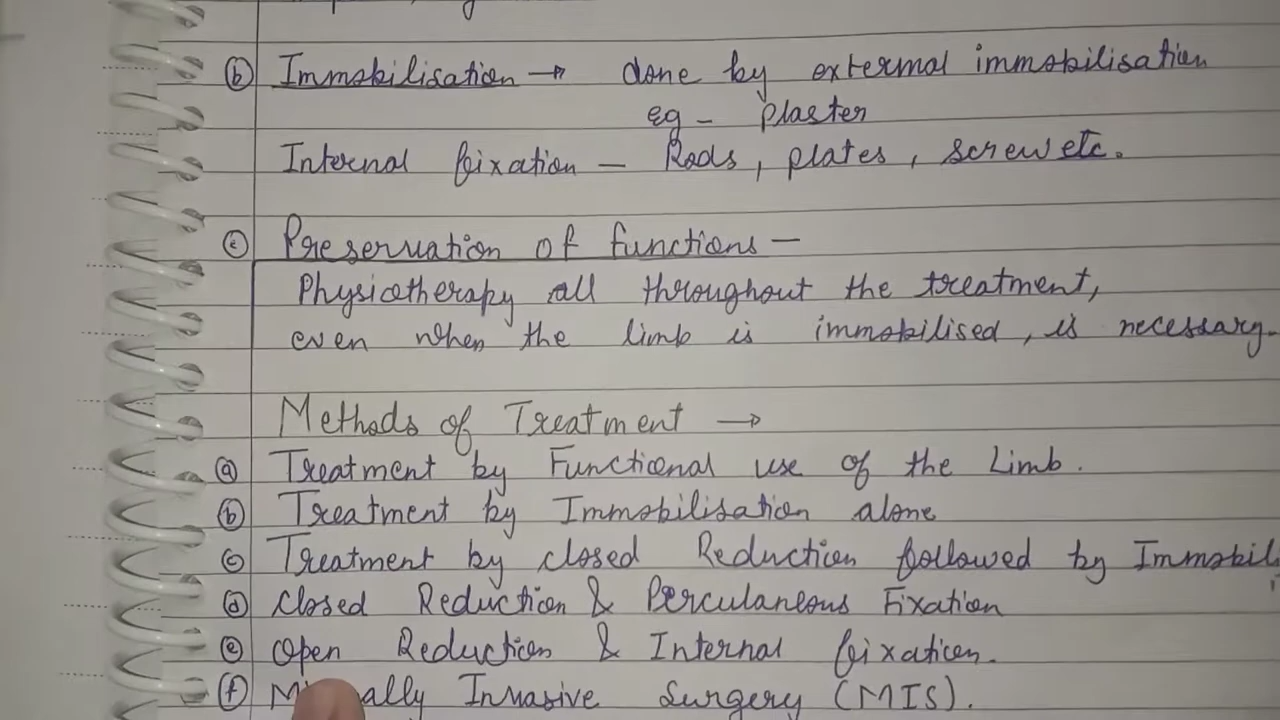 (b) Immobilisation → done by external immobilisation
eg - Plaster
Internal fixation - Rods, plates, screw etc.
(c) Preservation of functions -
Physiotherapy all throughout the treatment,
even when the limb is immobilised, is necessary.
Methods of Treatment →
(a) Treatment by Functional use of the Limb.
(b) Treatment by Immobilisation alone
(c) Treatment by closed Reduction followed by Immobil
(d) Closed Reduction & Perculaneous Fixation
(e) Open Reduction & Internal fixation.
(f) Invasive Surgery (MIS).